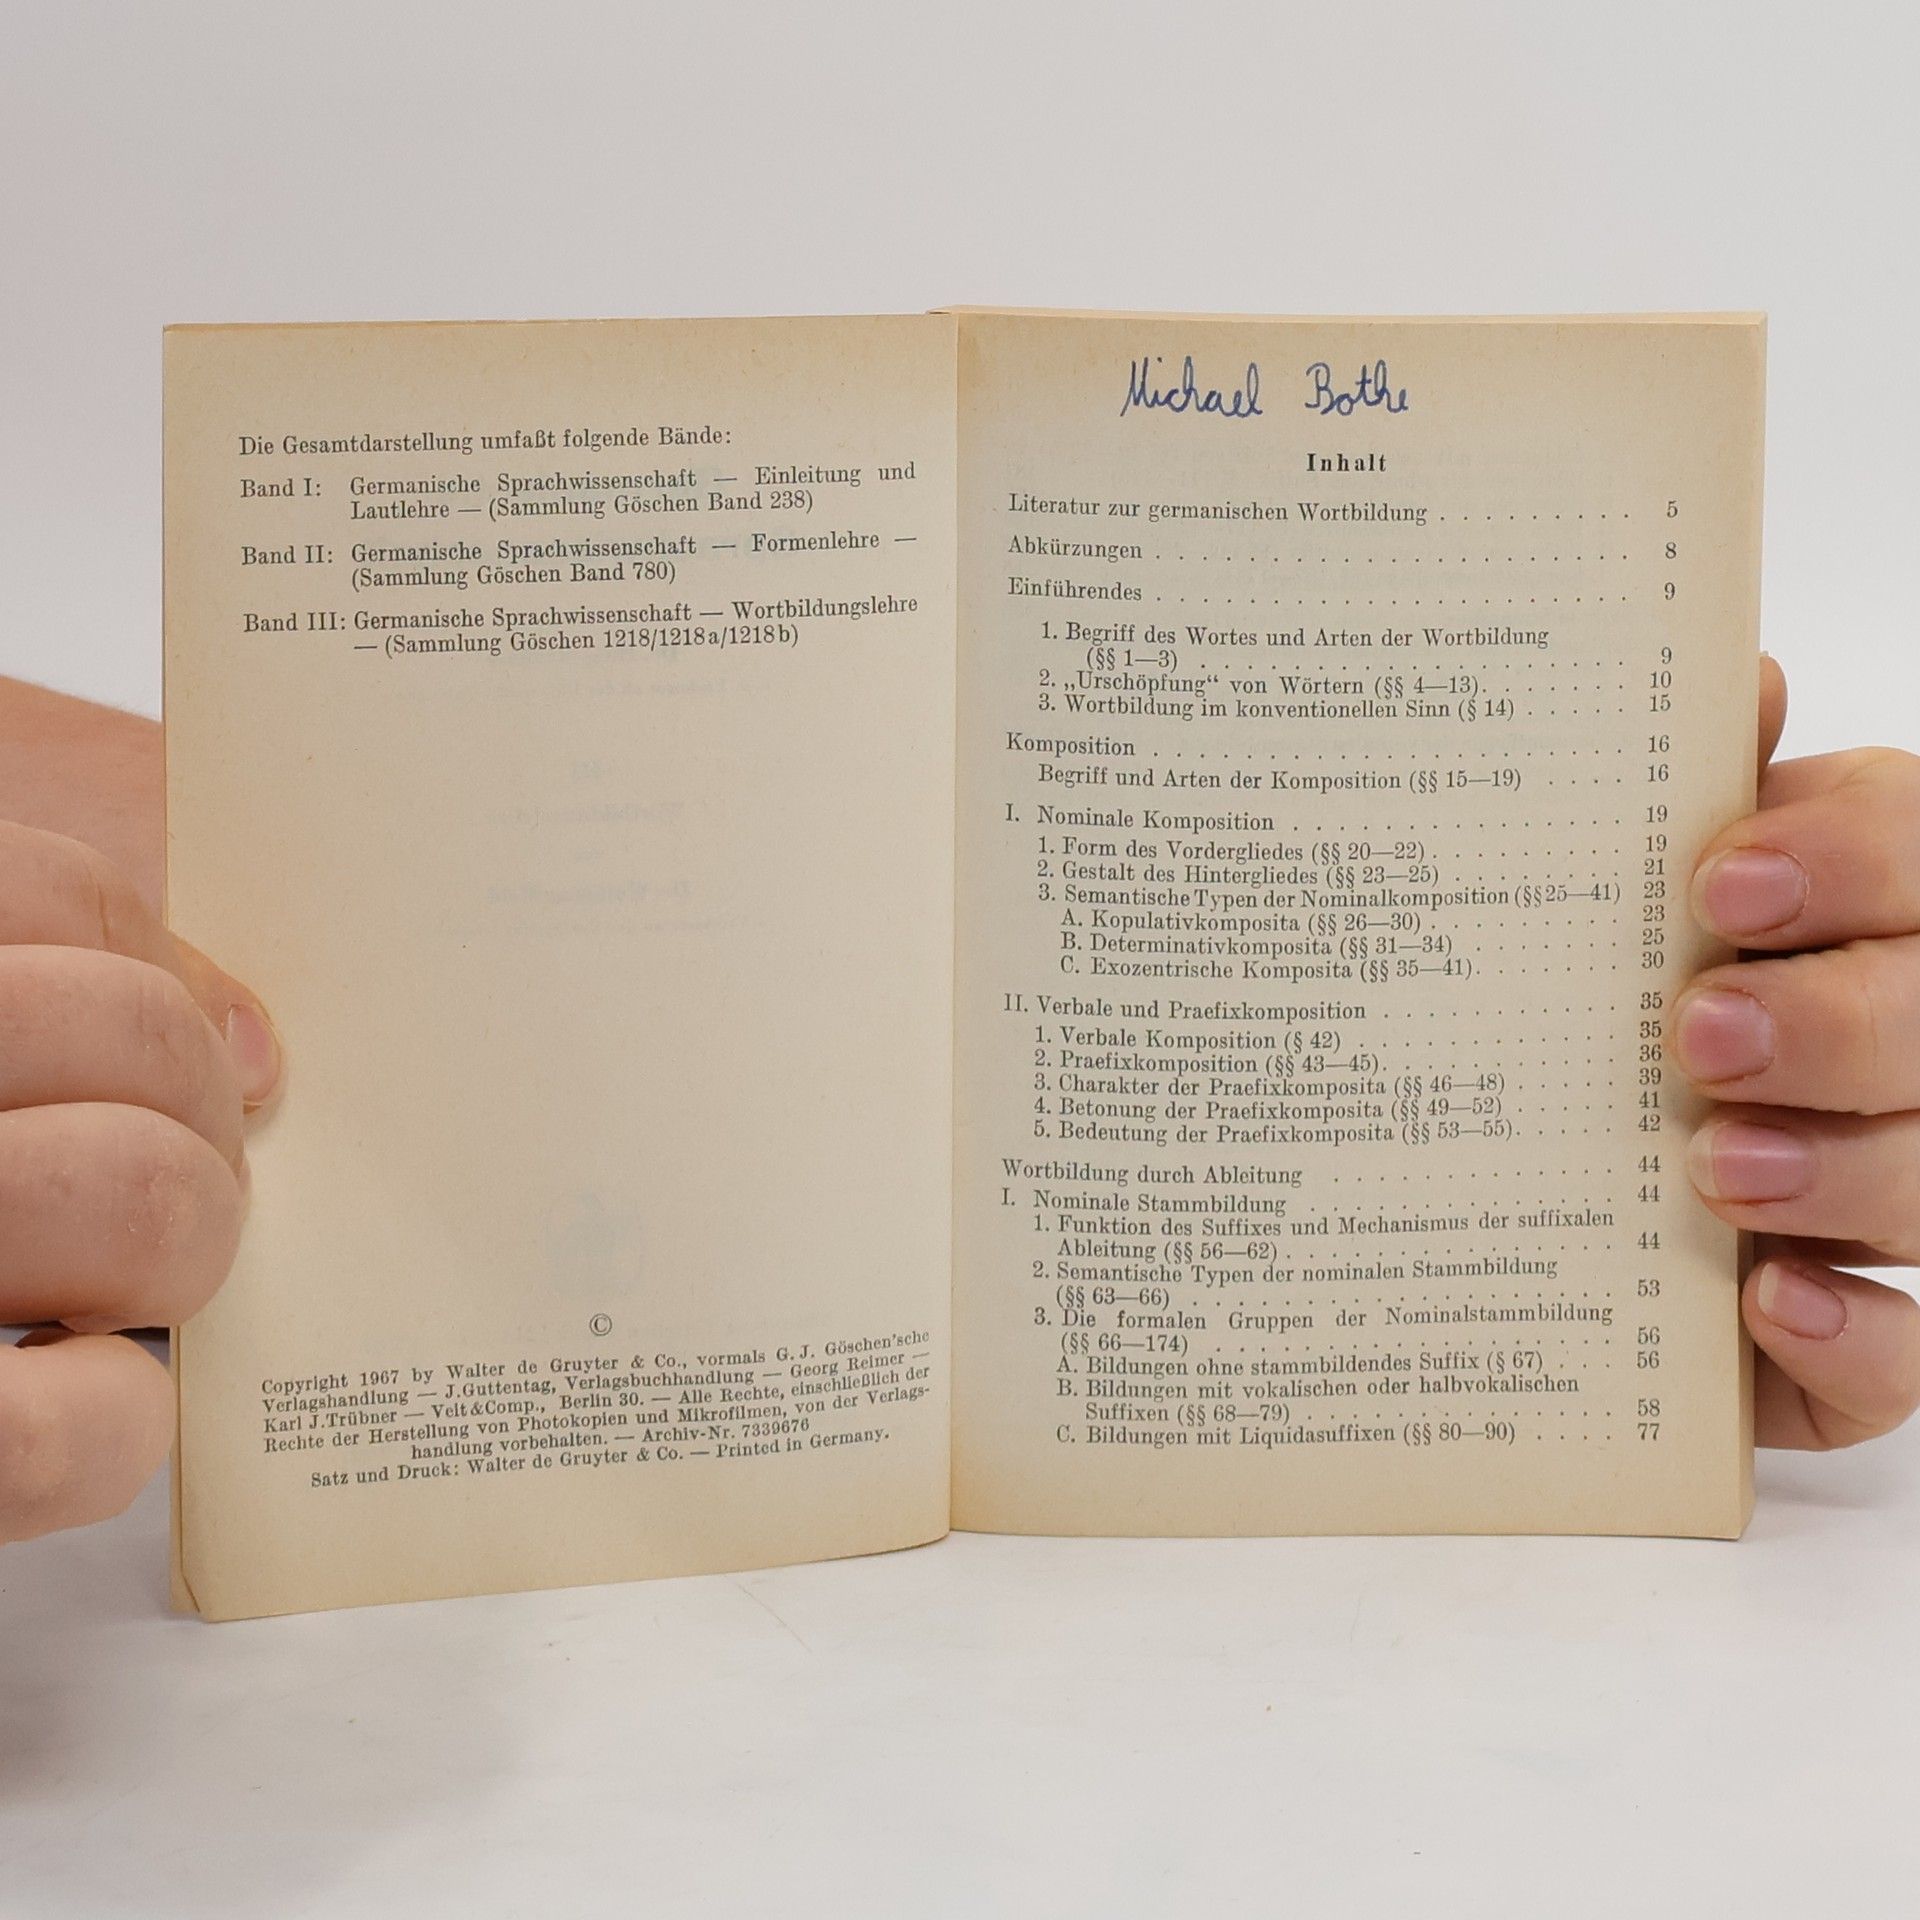 Die Gesamtdarstellung umfaßt folgende Bände:
Band I: Germanische Sprachwissenschaft — Einleitung und
Lautlehre — (Sammlung Göschen Band 238)
Band II: Germanische Sprachwissenschaft — Formenlehre —
(Sammlung Göschen Band 780)
Band III: Germanische Sprachwissenschaft — Wortbildungslehre
— (Sammlung Göschen 1218/1218a/1218b)
©
Copyright 1967 by Walter de Gruyter & Co., vormals G. J. Göschen'sche
Verlagshandlung — J. Guttentag, Verlagsbuchhandlung — Georg Reimer —
Karl J. Trübner — Veit & Comp., Berlin 30. — Alle Rechte, einschließlich der
Rechte der Herstellung von Photokopien und Mikrofilmen, von der Verlags-
handlung vorbehalten. — Archiv-Nr. 7339676
Satz und Druck: Walter de Gruyter & Co. — Printed in Germany.
Michael Bothe
Inhalt
Literatur zur germanischen Wortbildung . . . . . . . . . 5
Abkürzungen . . . . . . . . . . . . . . . . . . . . 8
Einführendes . . . . . . . . . . . . . . . . . . . . 9
1. Begriff des Wortes und Arten der Wortbildung
(§§ 1—3) . . . . . . . . . . . . . . . . . . 9
2. „Urschöpfung“ von Wörtern (§§ 4—13). . . . . . . 10
3. Wortbildung im konventionellen Sinn (§ 14) . . . . . 15
Komposition . . . . . . . . . . . . . . . . . . . . 16
Begriff und Arten der Komposition (§§ 15—19) . . . . 16
I. Nominale Komposition . . . . . . . . . . . . . . 19
1. Form des Vordergliedes (§§ 20—22). . . . . . . . . 19
2. Gestalt des Hintergliedes (§§ 23—25) . . . . . . . . 21
3. Semantische Typen der Nominalkomposition (§§ 25—41) 23
A. Kopulativkomposita (§§ 26—30) . . . . . . . . . 23
B. Determinativkomposita (§§ 31—34) . . . . . . . 25
C. Exozentrische Komposita (§§ 35—41). . . . . . . 30
II. Verbale und Praefixkomposition . . . . . . . . . . . 35
1. Verbale Komposition (§ 42) . . . . . . . . . . . . 35
2. Praefixkomposition (§§ 43—45). . . . . . . . . . . 36
3. Charakter der Praefixkomposita (§§ 46—48) . . . . . 39
4. Betonung der Praefixkomposita (§§ 49—52) . . . . . 41
5. Bedeutung der Praefixkomposita (§§ 53—55). . . . . 42
Wortbildung durch Ableitung . . . . . . . . . . . . 44
I. Nominale Stammbildung . . . . . . . . . . . . . 44
1. Funktion des Suffixes und Mechanismus der suffixalen
Ableitung (§§ 56—62) . . . . . . . . . . . . . . . 44
2. Semantische Typen der nominalen Stammbildung
(§§ 63—66) . . . . . . . . . . . . . . . . . . 53
3. Die formalen Gruppen der Nominalstammbildung
(§§ 66—174) . . . . . . . . . . . . . . . . . 56
A. Bildungen ohne stammbildendes Suffix (§ 67) . . . 56
B. Bildungen mit vokalischen oder halbvokalischen
Suffixen (§§ 68—79) . . . . . . . . . . . . . 58
C. Bildungen mit Liquidasuffixen (§§ 80—90) . . . . 77